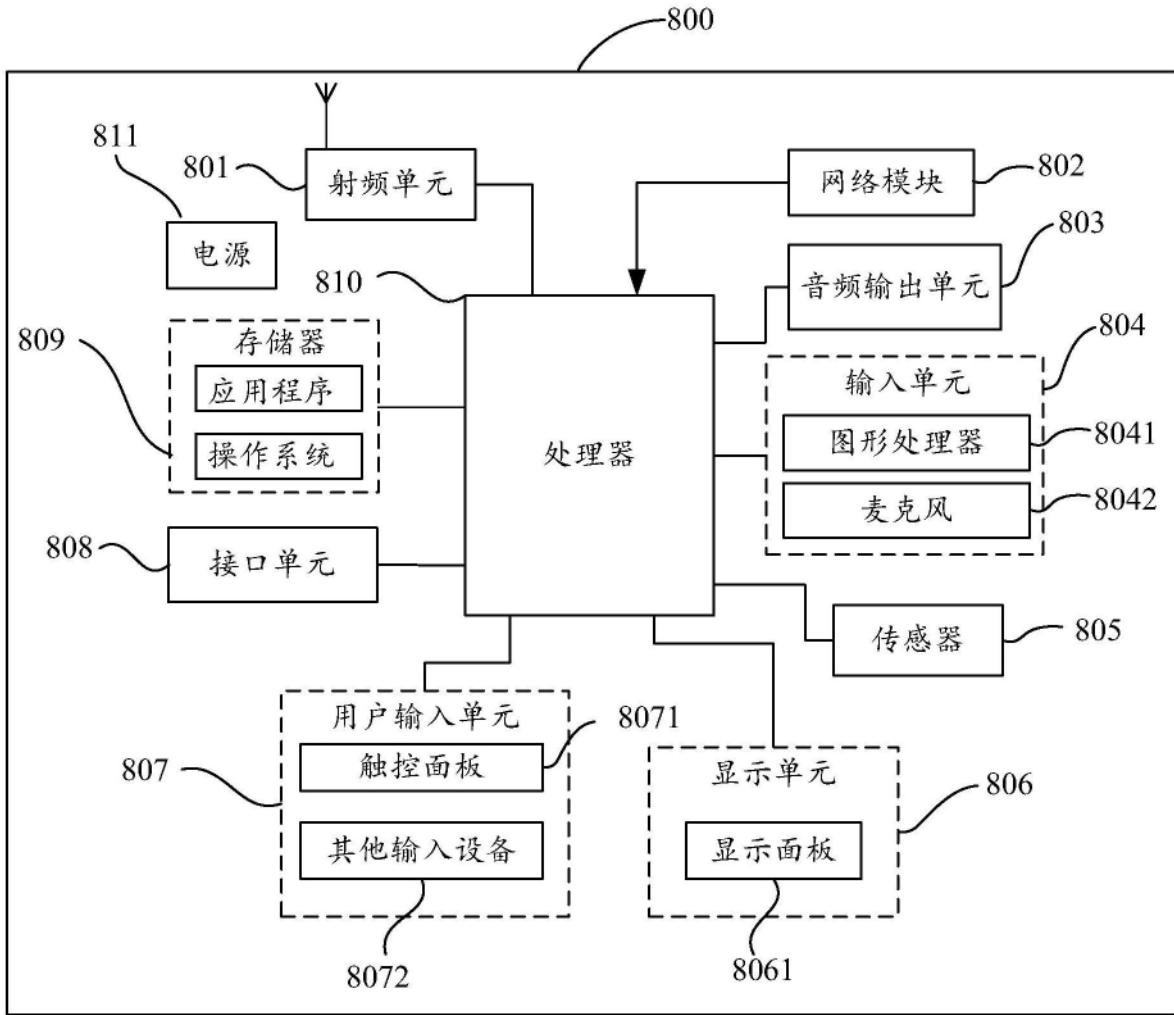 800
811
801
射频单元
网络模块
802
803
电源
810
音频输出单元
809
存储器
应用程序
操作系统
804
输入单元
图形处理器
8041
麦克风
8042
处理器
808
接口单元
传感器
805
用户输入单元
8071
807
触控面板
其他输入设备
8072
显示单元
806
显示面板
8061